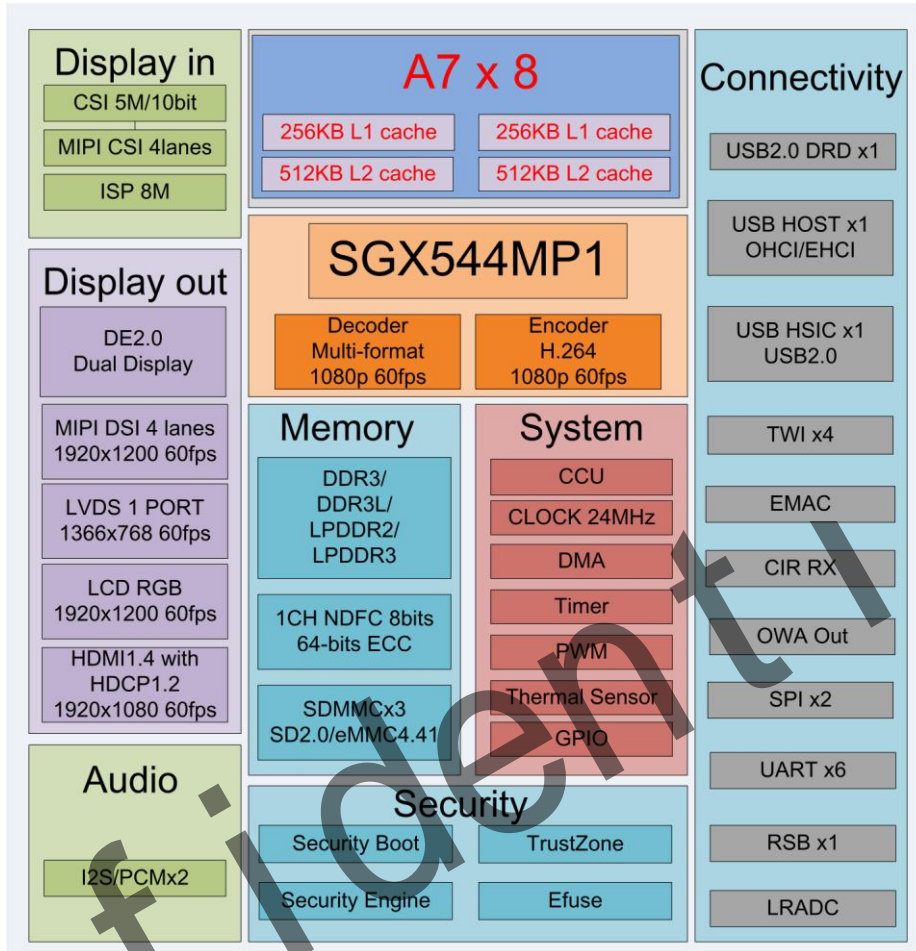 Display in
CSI 5M/10bit
MIPI CSI 4lanes
ISP 8M
Display out
DE2.0
Dual Display
MIPI DSI 4 lanes
1920x1200 60fps
LVDS 1 PORT
1366x768 60fps
LCD RGB
1920x1200 60fps
HDMI1.4 with
HDCP1.2
1920x1080 60fps
Audio
I2S/PCMx2
A7 x 8
256KB L1 cache
256KB L1 cache
512KB L2 cache
512KB L2 cache
SGX544MP1
Decoder
Multi-format
1080p 60fps
Encoder
H.264
1080p 60fps
Memory
DDR3/
DDR3L/
LPDDR2/
LPDDR3
1CH NDFC 8bits
64-bits ECC
SDMMCx3
SD2.0/eMMC4.41
System
CCU
CLOCK 24MHz
DMA
Timer
PWM
Thermal Sensor
GPIO
Security
Security Boot
TrustZone
Security Engine
Efuse
Connectivity
USB2.0 DRD x1
USB HOST x1
OHCI/EHCI
USB HSIC x1
USB2.0
TWI x4
EMAC
CIR RX
OWA Out
SPI x2
UART x6
RSB x1
LRADC
fidenti